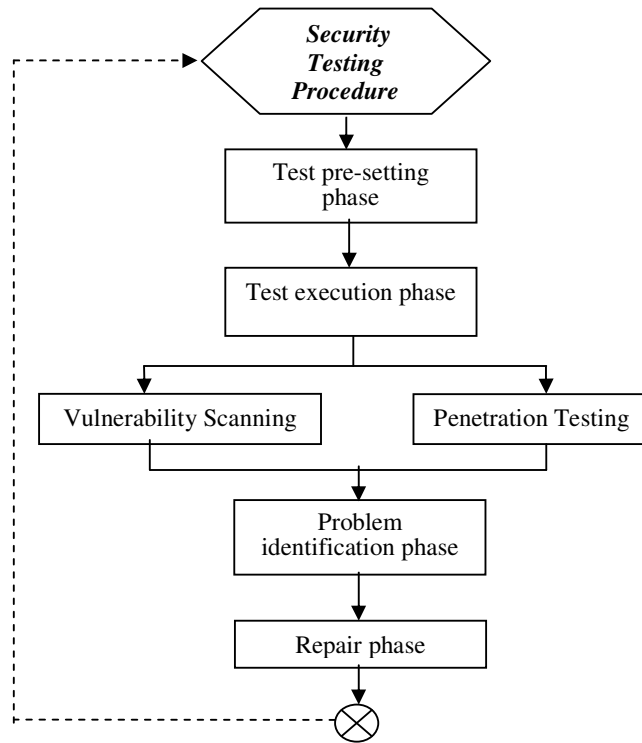 Security
Testing
Procedure
Test pre-setting
phase
Test execution phase
Vulnerability Scanning
Penetration Testing
Problem
identification phase
Repair phase